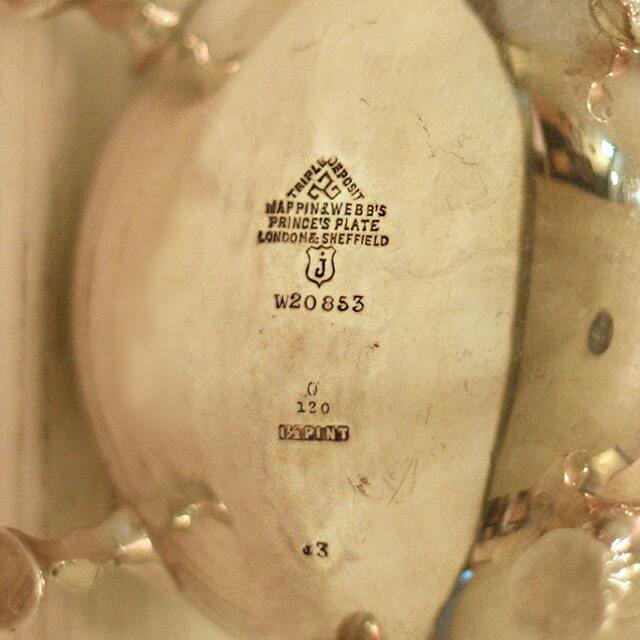 TRIPLE DEPOSIT
MAPPIN & WEBB'S
PRINCE'S PLATE
LONDON & SHEFFIELD
j
W20853
120
1½ PINT
3